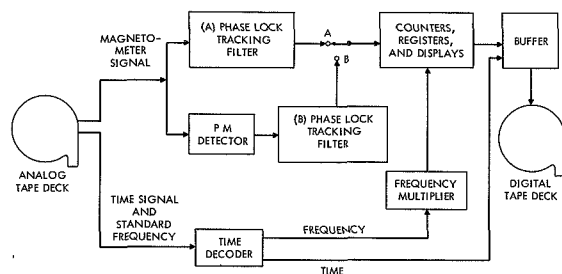 (A) PHASE LOCK
TRACKING
FILTER
A
B
COUNTERS,
REGISTERS,
AND DISPLAYS
BUFFER
MAGNETO-
METER
SIGNAL
P M
DETECTOR
(B) PHASE LOCK
TRACKING
FILTER
ANALOG
TAPE DECK
DIGITAL
TAPE DECK
FREQUENCY
MULTIPLIER
TIME SIGNAL
AND
STANDARD
FREQUENCY
TIME
DECODER
FREQUENCY
TIME